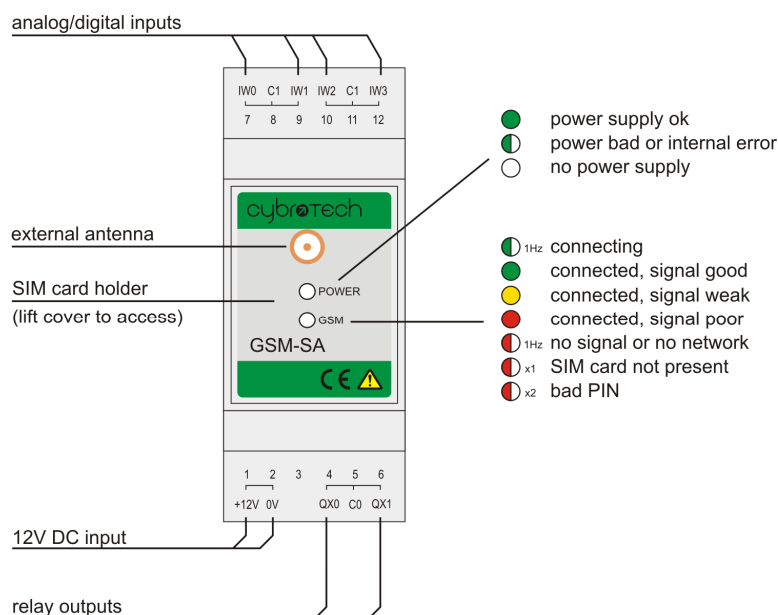 analog/digital inputs
IW0 C1 IW1 IW2 C1 IW3
7 8 9 10 11 12
power supply ok
power bad or internal error
no power supply
cybrotech
external antenna
SIM card holder
(lift cover to access)
POWER
GSM
GSM-SA
CE
1Hz connecting
connected, signal good
connected, signal weak
connected, signal poor
1Hz no signal or no network
x1 SIM card not present
x2 bad PIN
1 2 3 4 5 6
+12V 0V QX0 C0 QX1
12V DC input
relay outputs